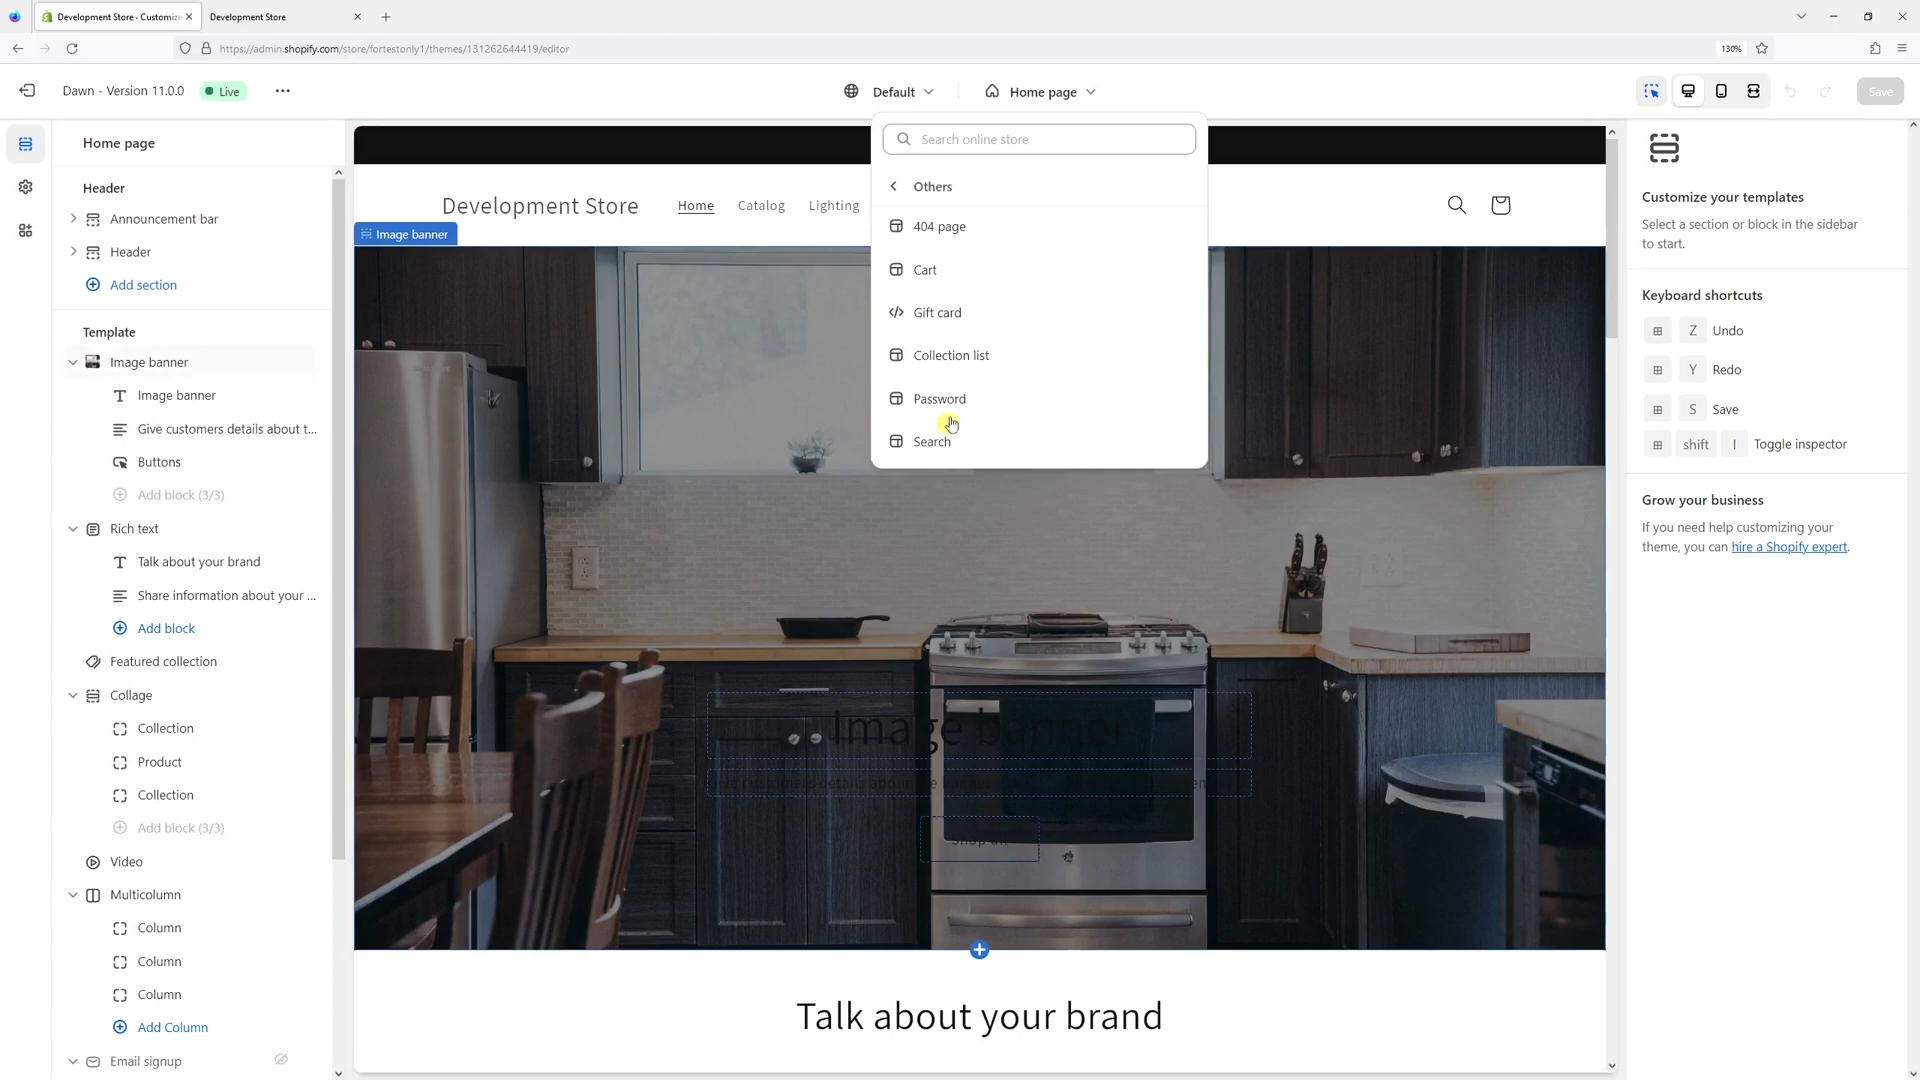 Development Store · Customize
Development Store
https://admin.shopify.com/store/fortestonly1/themes/131262644419/editor
130%
Dawn - Version 11.0.0
Live
Default
Home page
Save
Home page
Header
Announcement bar
Header
Add section
Template
Image banner
Image banner
Give customers details about t...
Buttons
Add block (3/3)
Rich text
Talk about your brand
Share information about your ...
Add block
Featured collection
Collage
Collection
Product
Collection
Add block (3/3)
Video
Multicolumn
Column
Column
Column
Add Column
Email signup
Search online store
Others
404 page
Cart
Gift card
Collection list
Password
Search
Development Store
Home
Catalog
Lighting
Image banner
Image banner
Shop all
Talk about your brand
Customize your templates
Select a section or block in the sidebar
to start.
Keyboard shortcuts
Z Undo
Y Redo
S Save
shift I Toggle inspector
Grow your business
If you need help customizing your
theme, you can hire a Shopify expert.